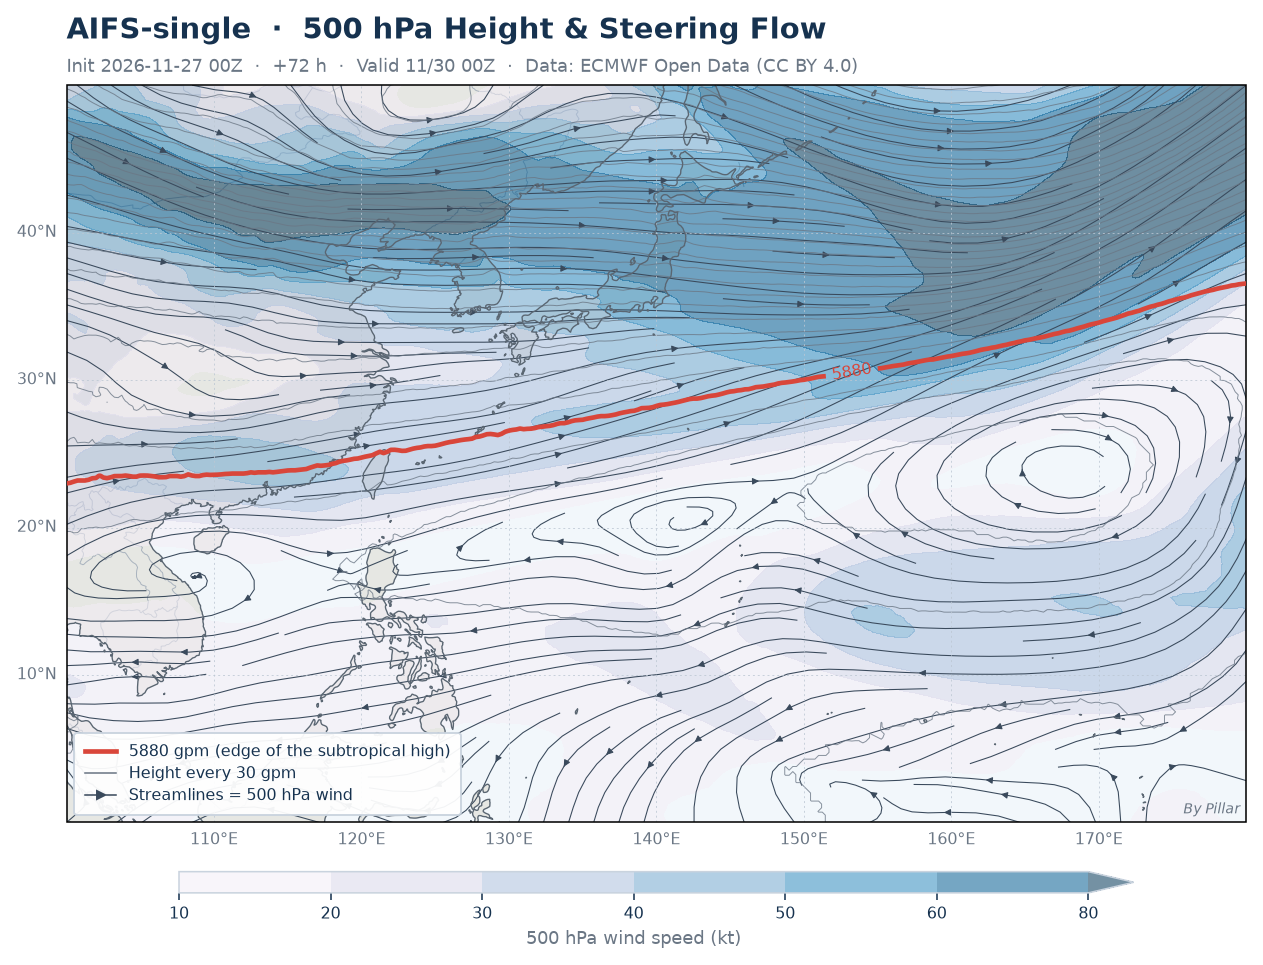 AIFS-single · 500 hPa Height & Steering Flow
Init 2026-11-27 00Z · +72 h · Valid 11/30 00Z · Data: ECMWF Open Data (CC BY 4.0)
40°N
30°N
20°N
10°N
5880
5880 gpm (edge of the subtropical high)
Height every 30 gpm
Streamlines = 500 hPa wind
By Pillar
110°E 120°E 130°E 140°E 150°E 160°E 170°E
10 20 30 40 50 60 80
500 hPa wind speed (kt)